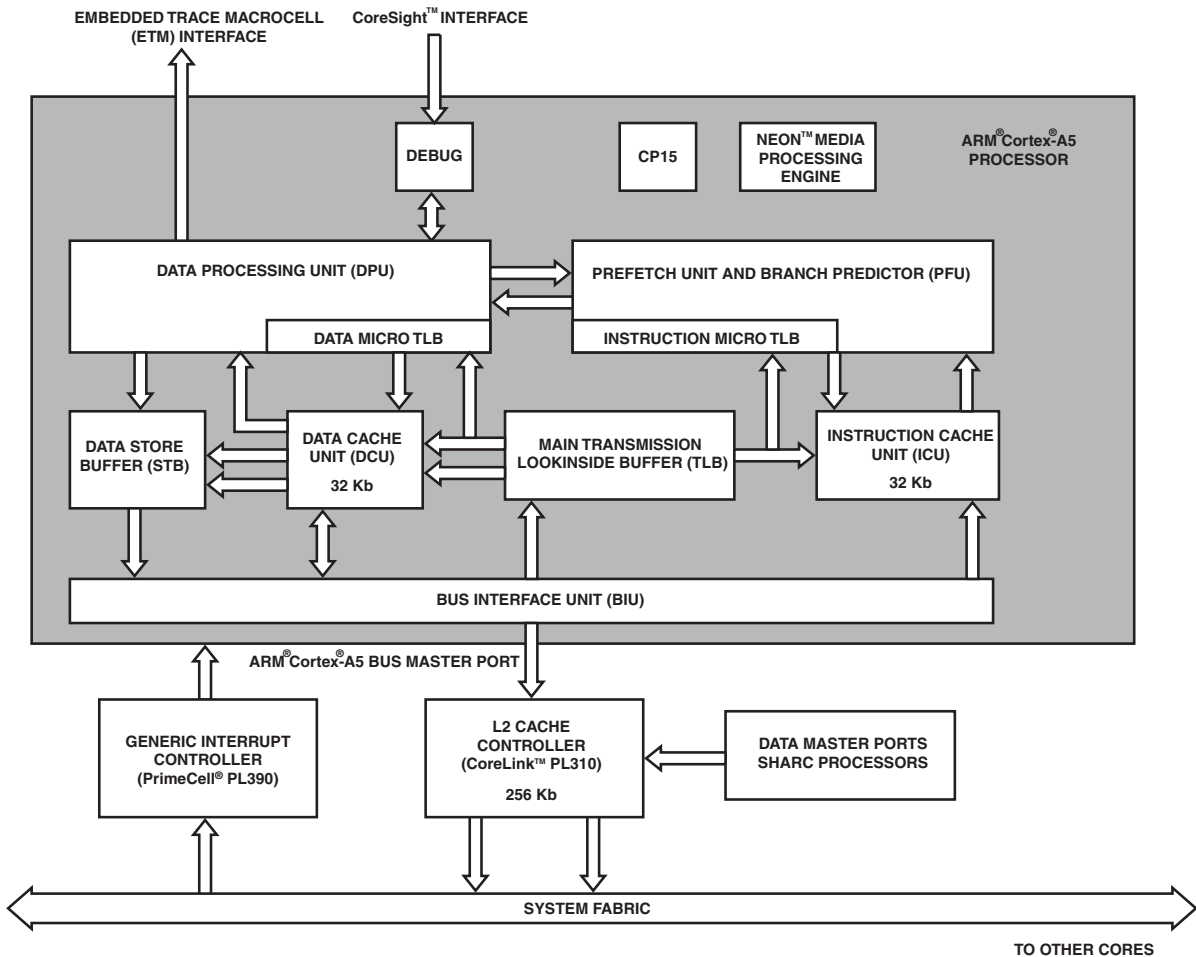 EMBEDDED TRACE MACROCELL
(ETM) INTERFACE
CoreSight™ INTERFACE
DEBUG
CP15
NEON™ MEDIA
PROCESSING
ENGINE
ARM®Cortex®-A5
PROCESSOR
DATA PROCESSING UNIT (DPU)
PREFETCH UNIT AND BRANCH PREDICTOR (PFU)
DATA MICRO TLB
INSTRUCTION MICRO TLB
DATA STORE
BUFFER (STB)
DATA CACHE
UNIT (DCU)
32 Kb
MAIN TRANSMISSION
LOOKINSIDE BUFFER (TLB)
INSTRUCTION CACHE
UNIT (ICU)
32 Kb
BUS INTERFACE UNIT (BIU)
ARM®Cortex®-A5 BUS MASTER PORT
GENERIC INTERRUPT
CONTROLLER
(PrimeCell® PL390)
L2 CACHE
CONTROLLER
(CoreLink™ PL310)
256 Kb
DATA MASTER PORTS
SHARC PROCESSORS
SYSTEM FABRIC
TO OTHER CORES